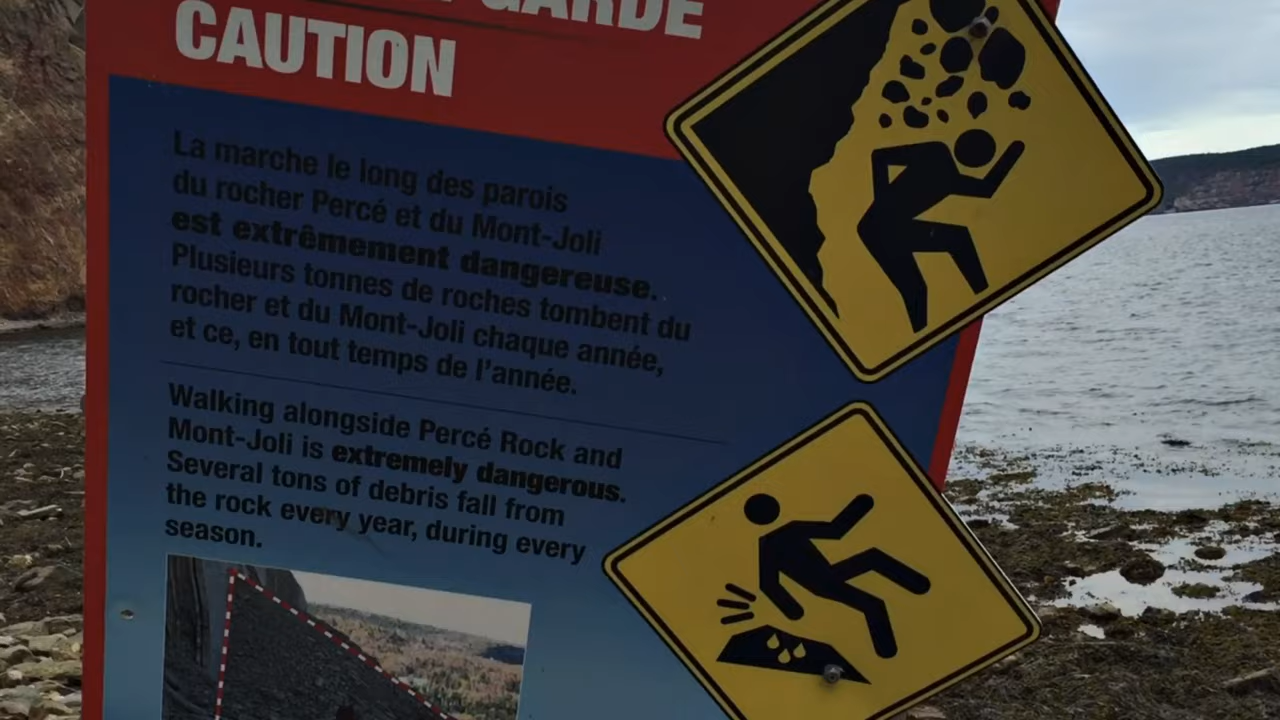 GARDE
CAUTION
La marche le long des parois
du rocher Percé et du Mont-Joli
est extrêmement dangereuse.
Plusieurs tonnes de roches tombent du
rocher et du Mont-Joli chaque année,
et ce, en tout temps de l'année.
Walking alongside Percé Rock and
Mont-Joli is extremely dangerous.
Several tons of debris fall from
the rock every year, during every
season.